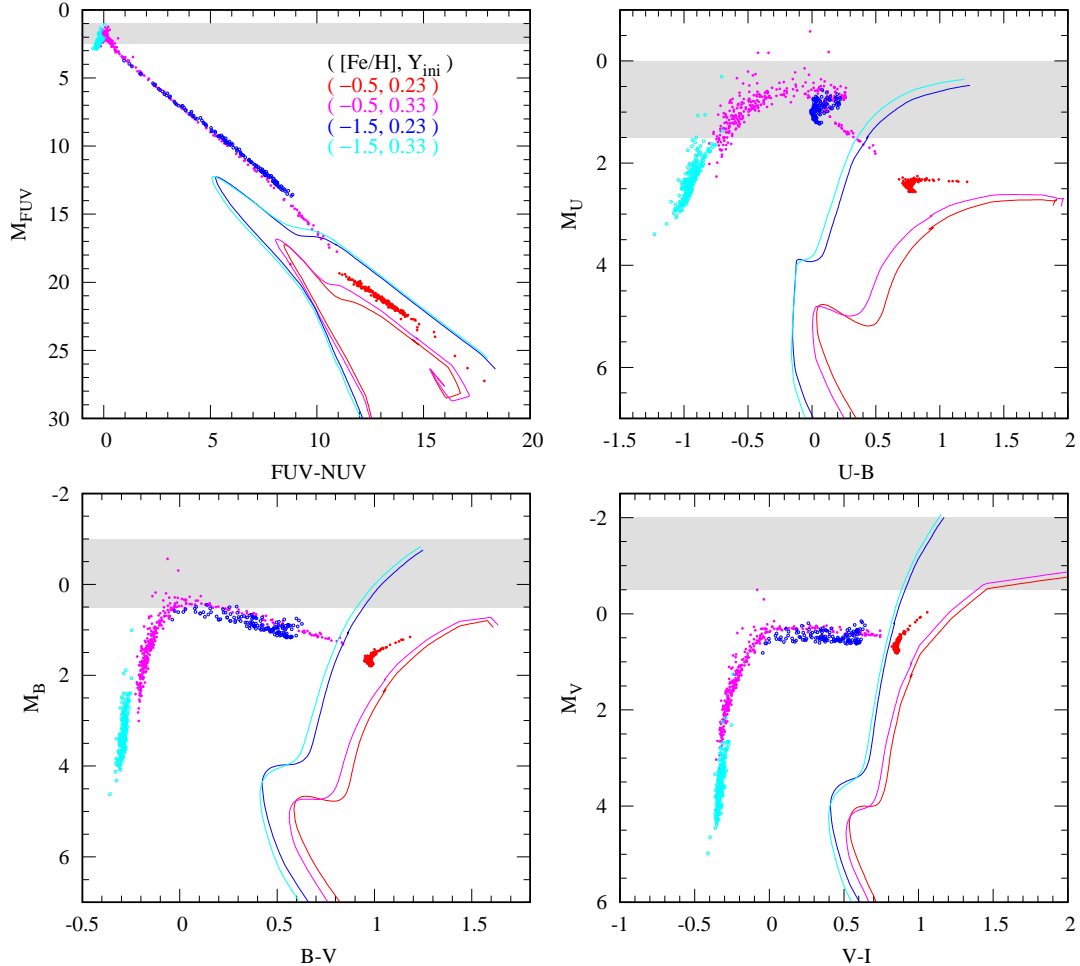 0
5
10
15
20
25
30
M_FUV
( [Fe/H], Y_ini )
( −0.5, 0.23 )
( −0.5, 0.33 )
( −1.5, 0.23 )
( −1.5, 0.33 )
0 5 10 15 20
FUV-NUV
-1
0
2
4
6
M_U
-1.5 -1 -0.5 0 0.5 1 1.5 2
U-B
-2
0
2
4
6
M_B
-0.5 0 0.5 1 1.5
B-V
-2
0
2
4
6
M_V
-1 -0.5 0 0.5 1 1.5 2
V-I